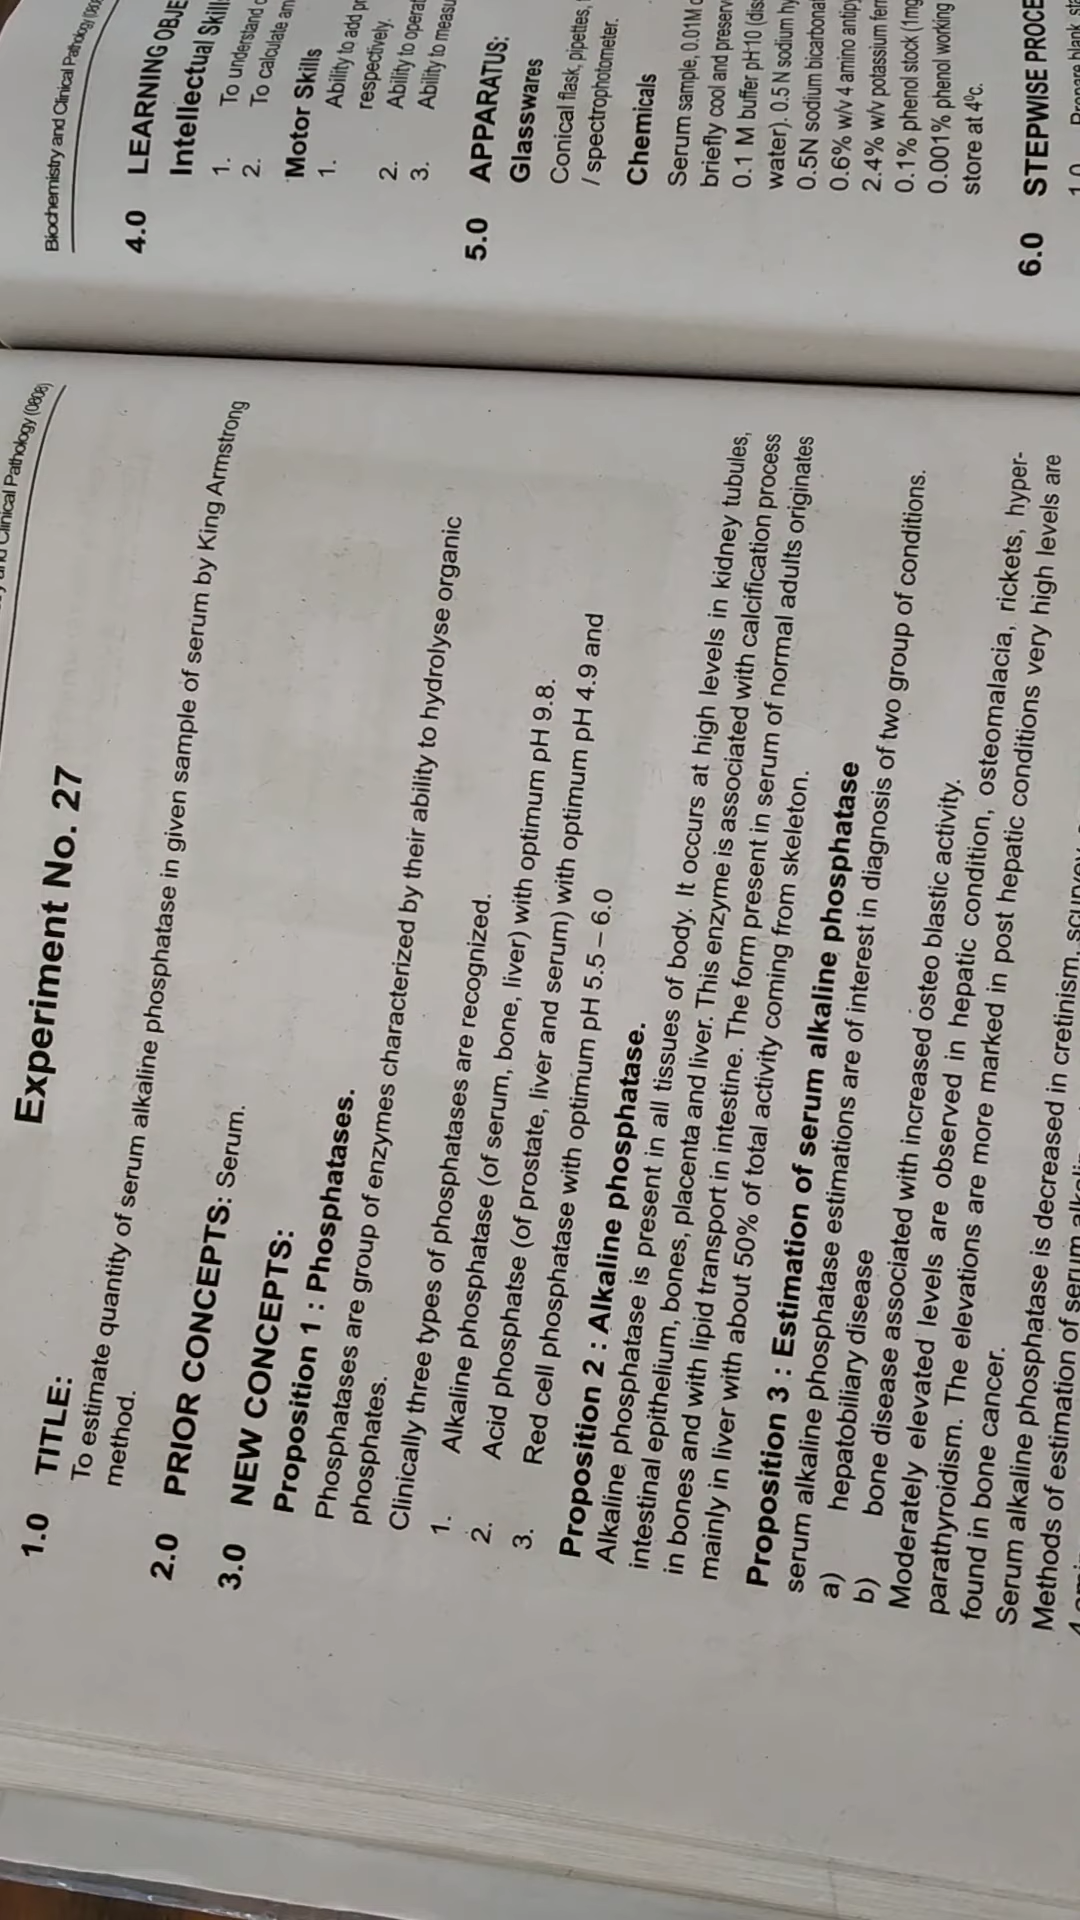 Clinical Pathology (0808)
Experiment No. 27
1.0 TITLE:
To estimate quantity of serum alkaline phosphatase in given sample of serum by King Armstrong
method.
2.0 PRIOR CONCEPTS: Serum.
3.0 NEW CONCEPTS:
Proposition 1 : Phosphatases.
Phosphatases are group of enzymes characterized by their ability to hydrolyse organic
phosphates.
Clinically three types of phosphatases are recognized.
1. Alkaline phosphatase (of serum, bone, liver) with optimum pH 9.8.
2. Acid phosphatse (of prostate, liver and serum) with optimum pH 4.9 and
3. Red cell phosphatase with optimum pH 5.5 – 6.0
Proposition 2 : Alkaline phosphatase.
Alkaline phosphatase is present in all tissues of body. It occurs at high levels in kidney tubules,
intestinal epithelium, bones, placenta and liver. This enzyme is associated with calcification process
in bones and with lipid transport in intestine. The form present in serum of normal adults originates
mainly in liver with about 50% of total activity coming from skeleton.
Proposition 3 : Estimation of serum alkaline phosphatase
serum alkaline phosphatase estimations are of interest in diagnosis of two group of conditions.
a) hepatobiliary disease
b) bone disease associated with increased osteo blastic activity.
Moderately elevated levels are observed in hepatic condition, osteomalacia, rickets, hyper-
parathyroidism. The elevations are more marked in post hepatic conditions very high levels are
found in bone cancer.
Serum alkaline phosphatase is decreased in cretinism, scurvey
Methods of estimation of serum
Biochemistry and Clinical Pathology
4.0 LEARNING OBJE
Intellectual Skill
1. To understand
2. To calculate an
Motor Skills
1. Ability to add
respectively.
2. Ability to operat
3. Ability to measu
5.0 APPARATUS:
Glasswares
Conical flask, pipettes,
/ spectrophotometer.
Chemicals
Serum sample, 0.01M
briefly cool and preserv
0.1 M buffer pH-10 (dis
water). 0.5 N sodium hy
0.5N sodium bicarbonat
0.6% w/v 4 amino antipy
2.4% w/v potassium ferr
0.1% phenol stock (1mg
0.001% phenol working
store at 4ºc.
6.0 STEPWISE PROCE
1.0 Prepare blank,